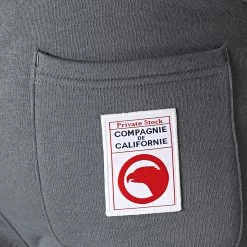 Private Stock
COMPAGNIE
DE
CALIFORNIE